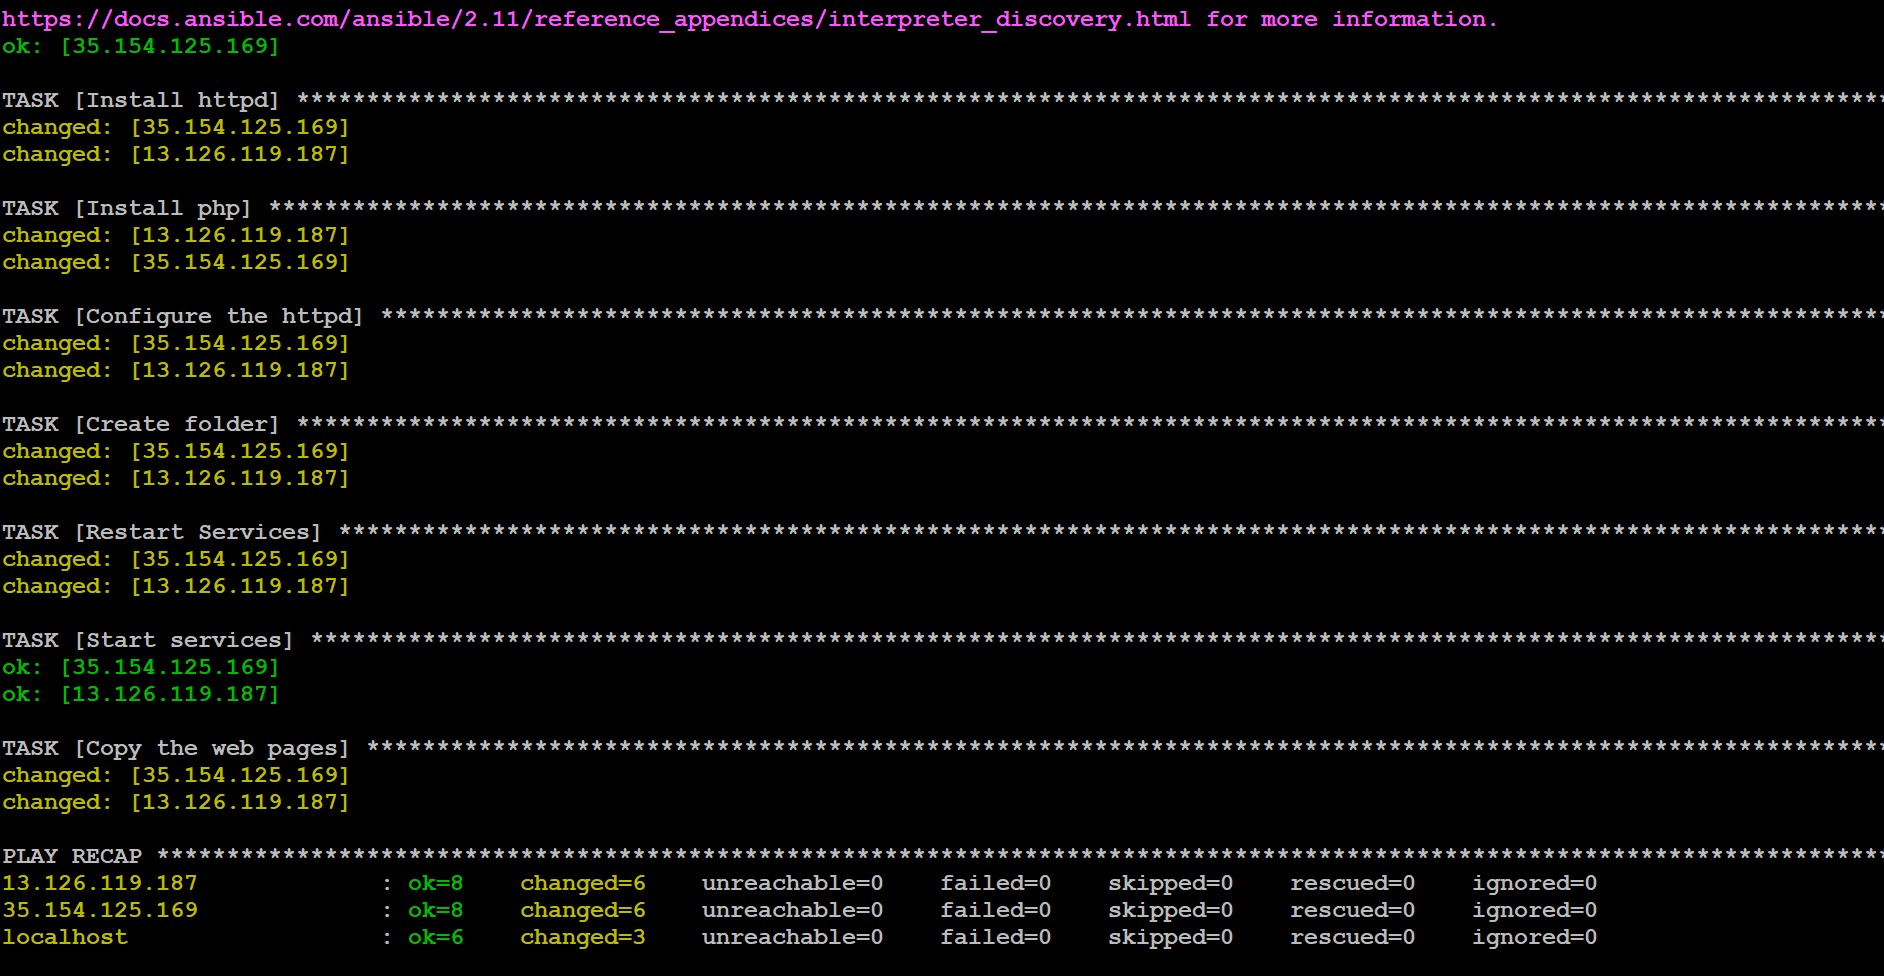 https://docs.ansible.com/ansible/2.11/reference_appendices/interpreter_discovery.html for more information.
ok: [35.154.125.169]
TASK [Install httpd] *****************************************************************************************************************
changed: [35.154.125.169]
changed: [13.126.119.187]
TASK [Install php] *******************************************************************************************************************
changed: [13.126.119.187]
changed: [35.154.125.169]
TASK [Configure the httpd] ***********************************************************************************************************
changed: [35.154.125.169]
changed: [13.126.119.187]
TASK [Create folder] *****************************************************************************************************************
changed: [35.154.125.169]
changed: [13.126.119.187]
TASK [Restart Services] **************************************************************************************************************
changed: [35.154.125.169]
changed: [13.126.119.187]
TASK [Start services] ****************************************************************************************************************
ok: [35.154.125.169]
ok: [13.126.119.187]
TASK [Copy the web pages] ************************************************************************************************************
changed: [35.154.125.169]
changed: [13.126.119.187]
PLAY RECAP ***************************************************************************************************************************
13.126.119.187             : ok=8    changed=6    unreachable=0    failed=0    skipped=0    rescued=0    ignored=0
35.154.125.169             : ok=8    changed=6    unreachable=0    failed=0    skipped=0    rescued=0    ignored=0
localhost                  : ok=6    changed=3    unreachable=0    failed=0    skipped=0    rescued=0    ignored=0